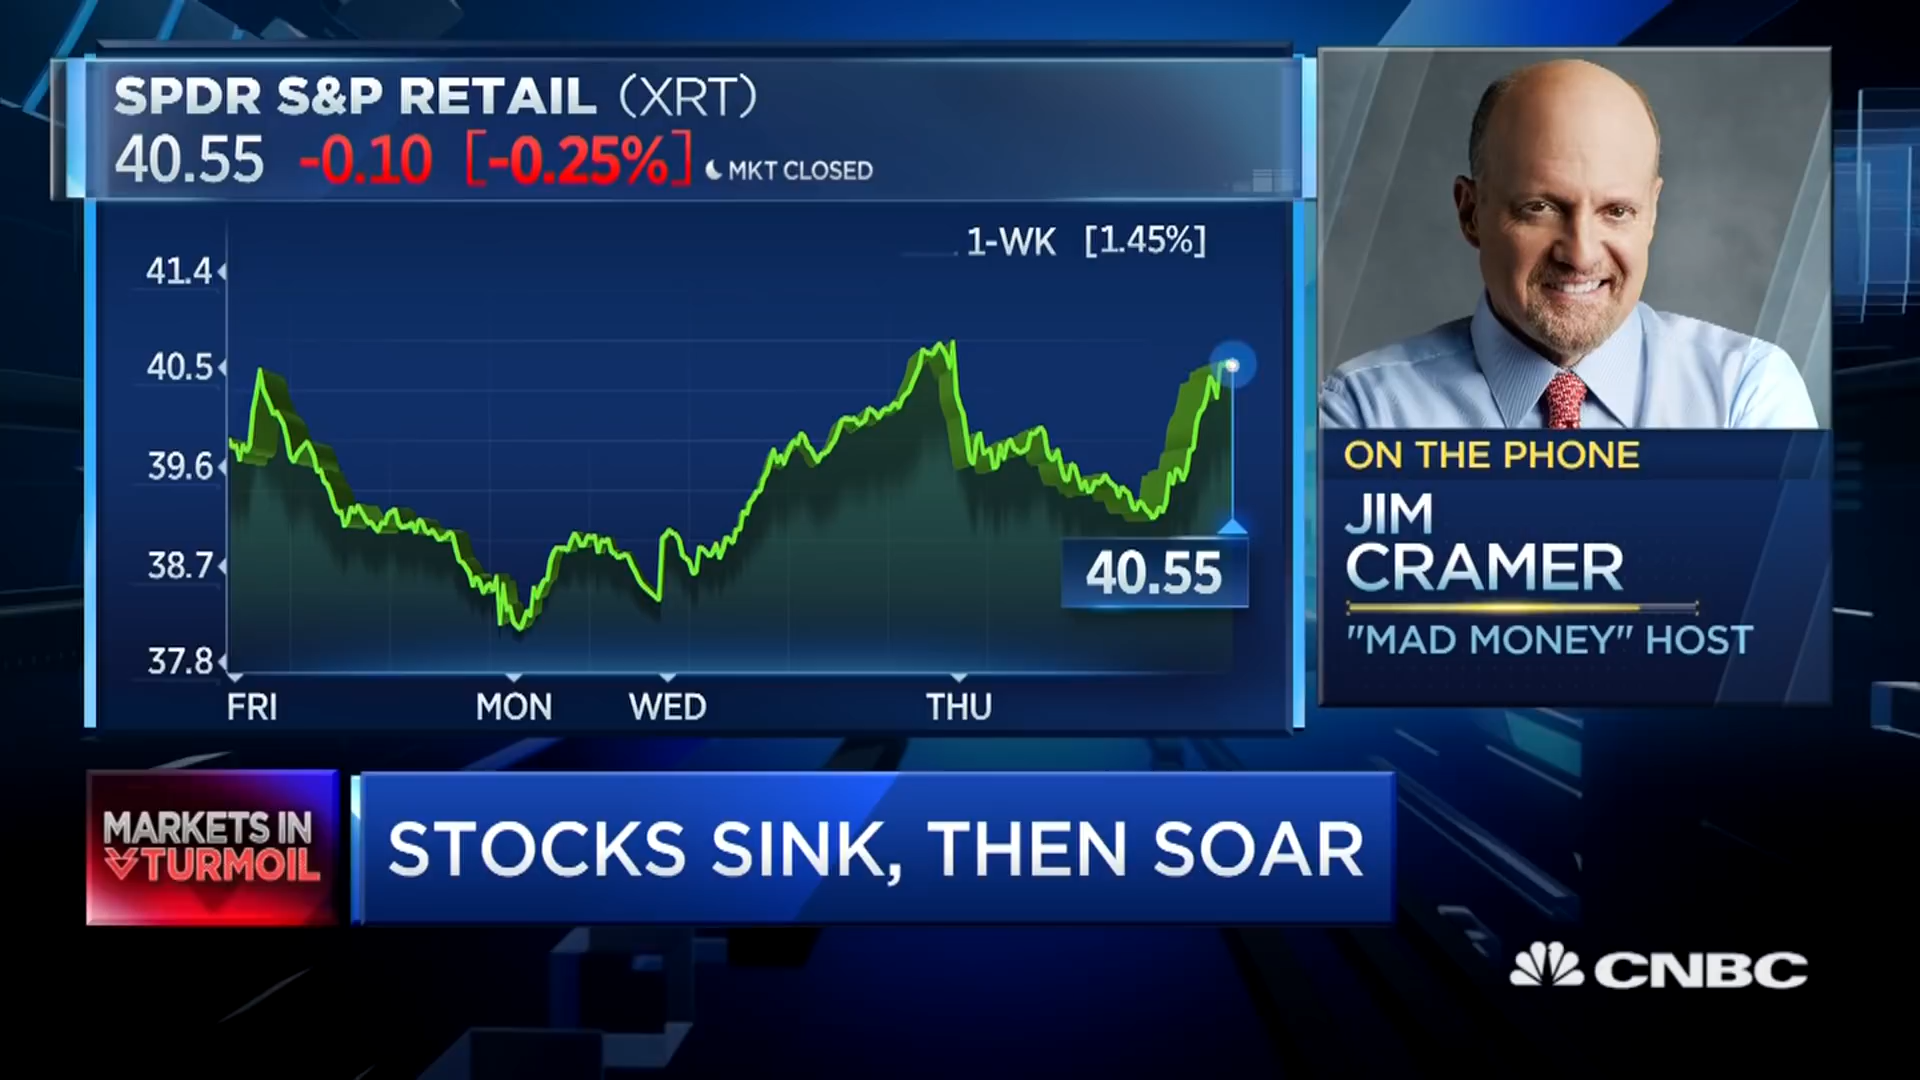 SPDR S&P RETAIL (XRT)
40.55 -0.10 [-0.25%] MKT CLOSED
1-WK [1.45%]
41.4
40.5
39.6
38.7
37.8
40.55
FRI MON WED THU
ON THE PHONE
JIM
CRAMER
"MAD MONEY" HOST
MARKETS IN
TURMOIL
STOCKS SINK, THEN SOAR
CNBC